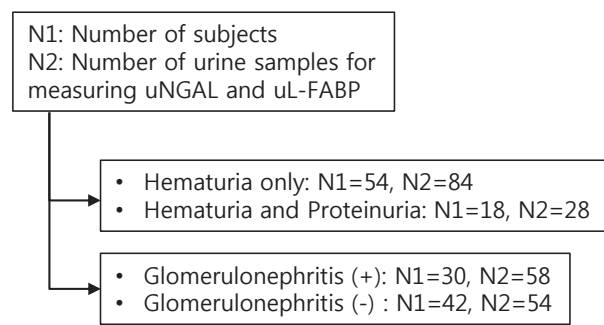 N1: Number of subjects
N2: Number of urine samples for
measuring uNGAL and uL-FABP
• Hematuria only: N1=54, N2=84
• Hematuria and Proteinuria: N1=18, N2=28
• Glomerulonephritis (+): N1=30, N2=58
• Glomerulonephritis (-) : N1=42, N2=54